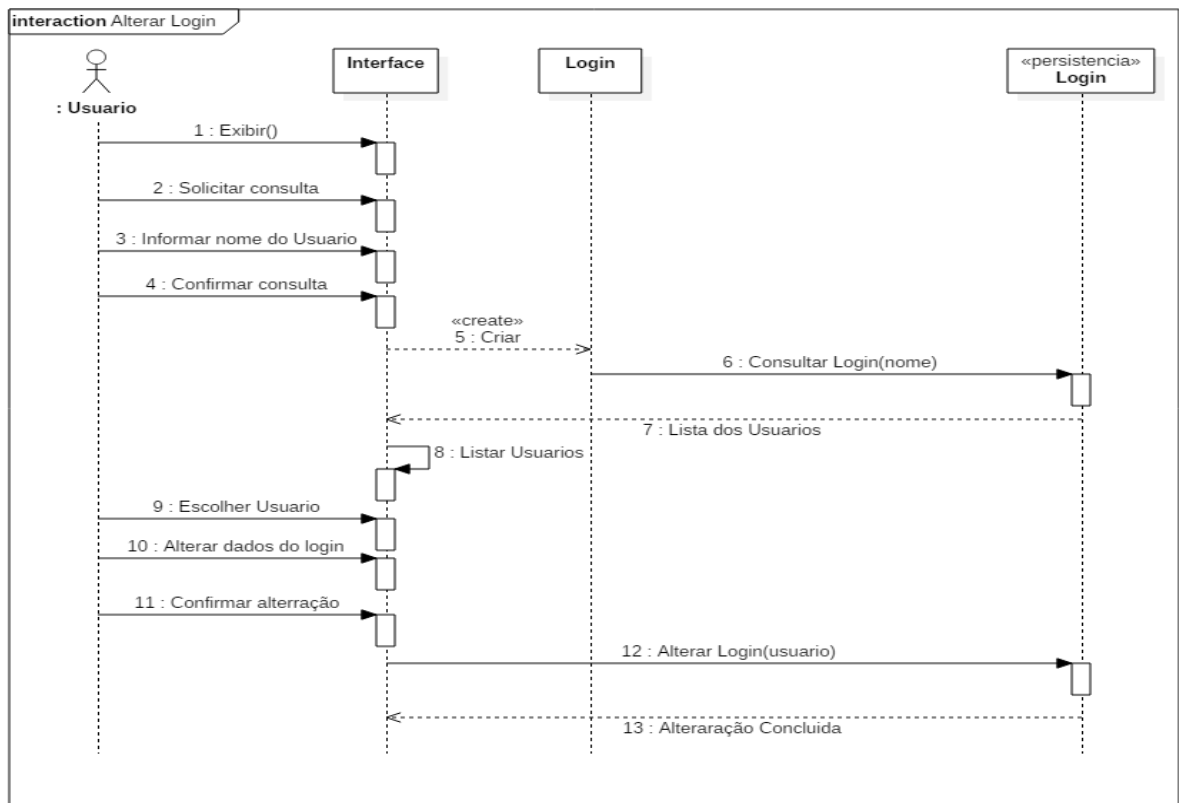 interaction Alterar Login
Interface
Login
«persistencia»
Login
: Usuario
1 : Exibir()
2 : Solicitar consulta
3 : Informar nome do Usuario
4 : Confirmar consulta
«create»
5 : Criar
6 : Consultar Login(nome)
7 : Lista dos Usuarios
8 : Listar Usuarios
9 : Escolher Usuario
10 : Alterar dados do login
11 : Confirmar alterração
12 : Alterar Login(usuario)
13 : Alteraração Concluida